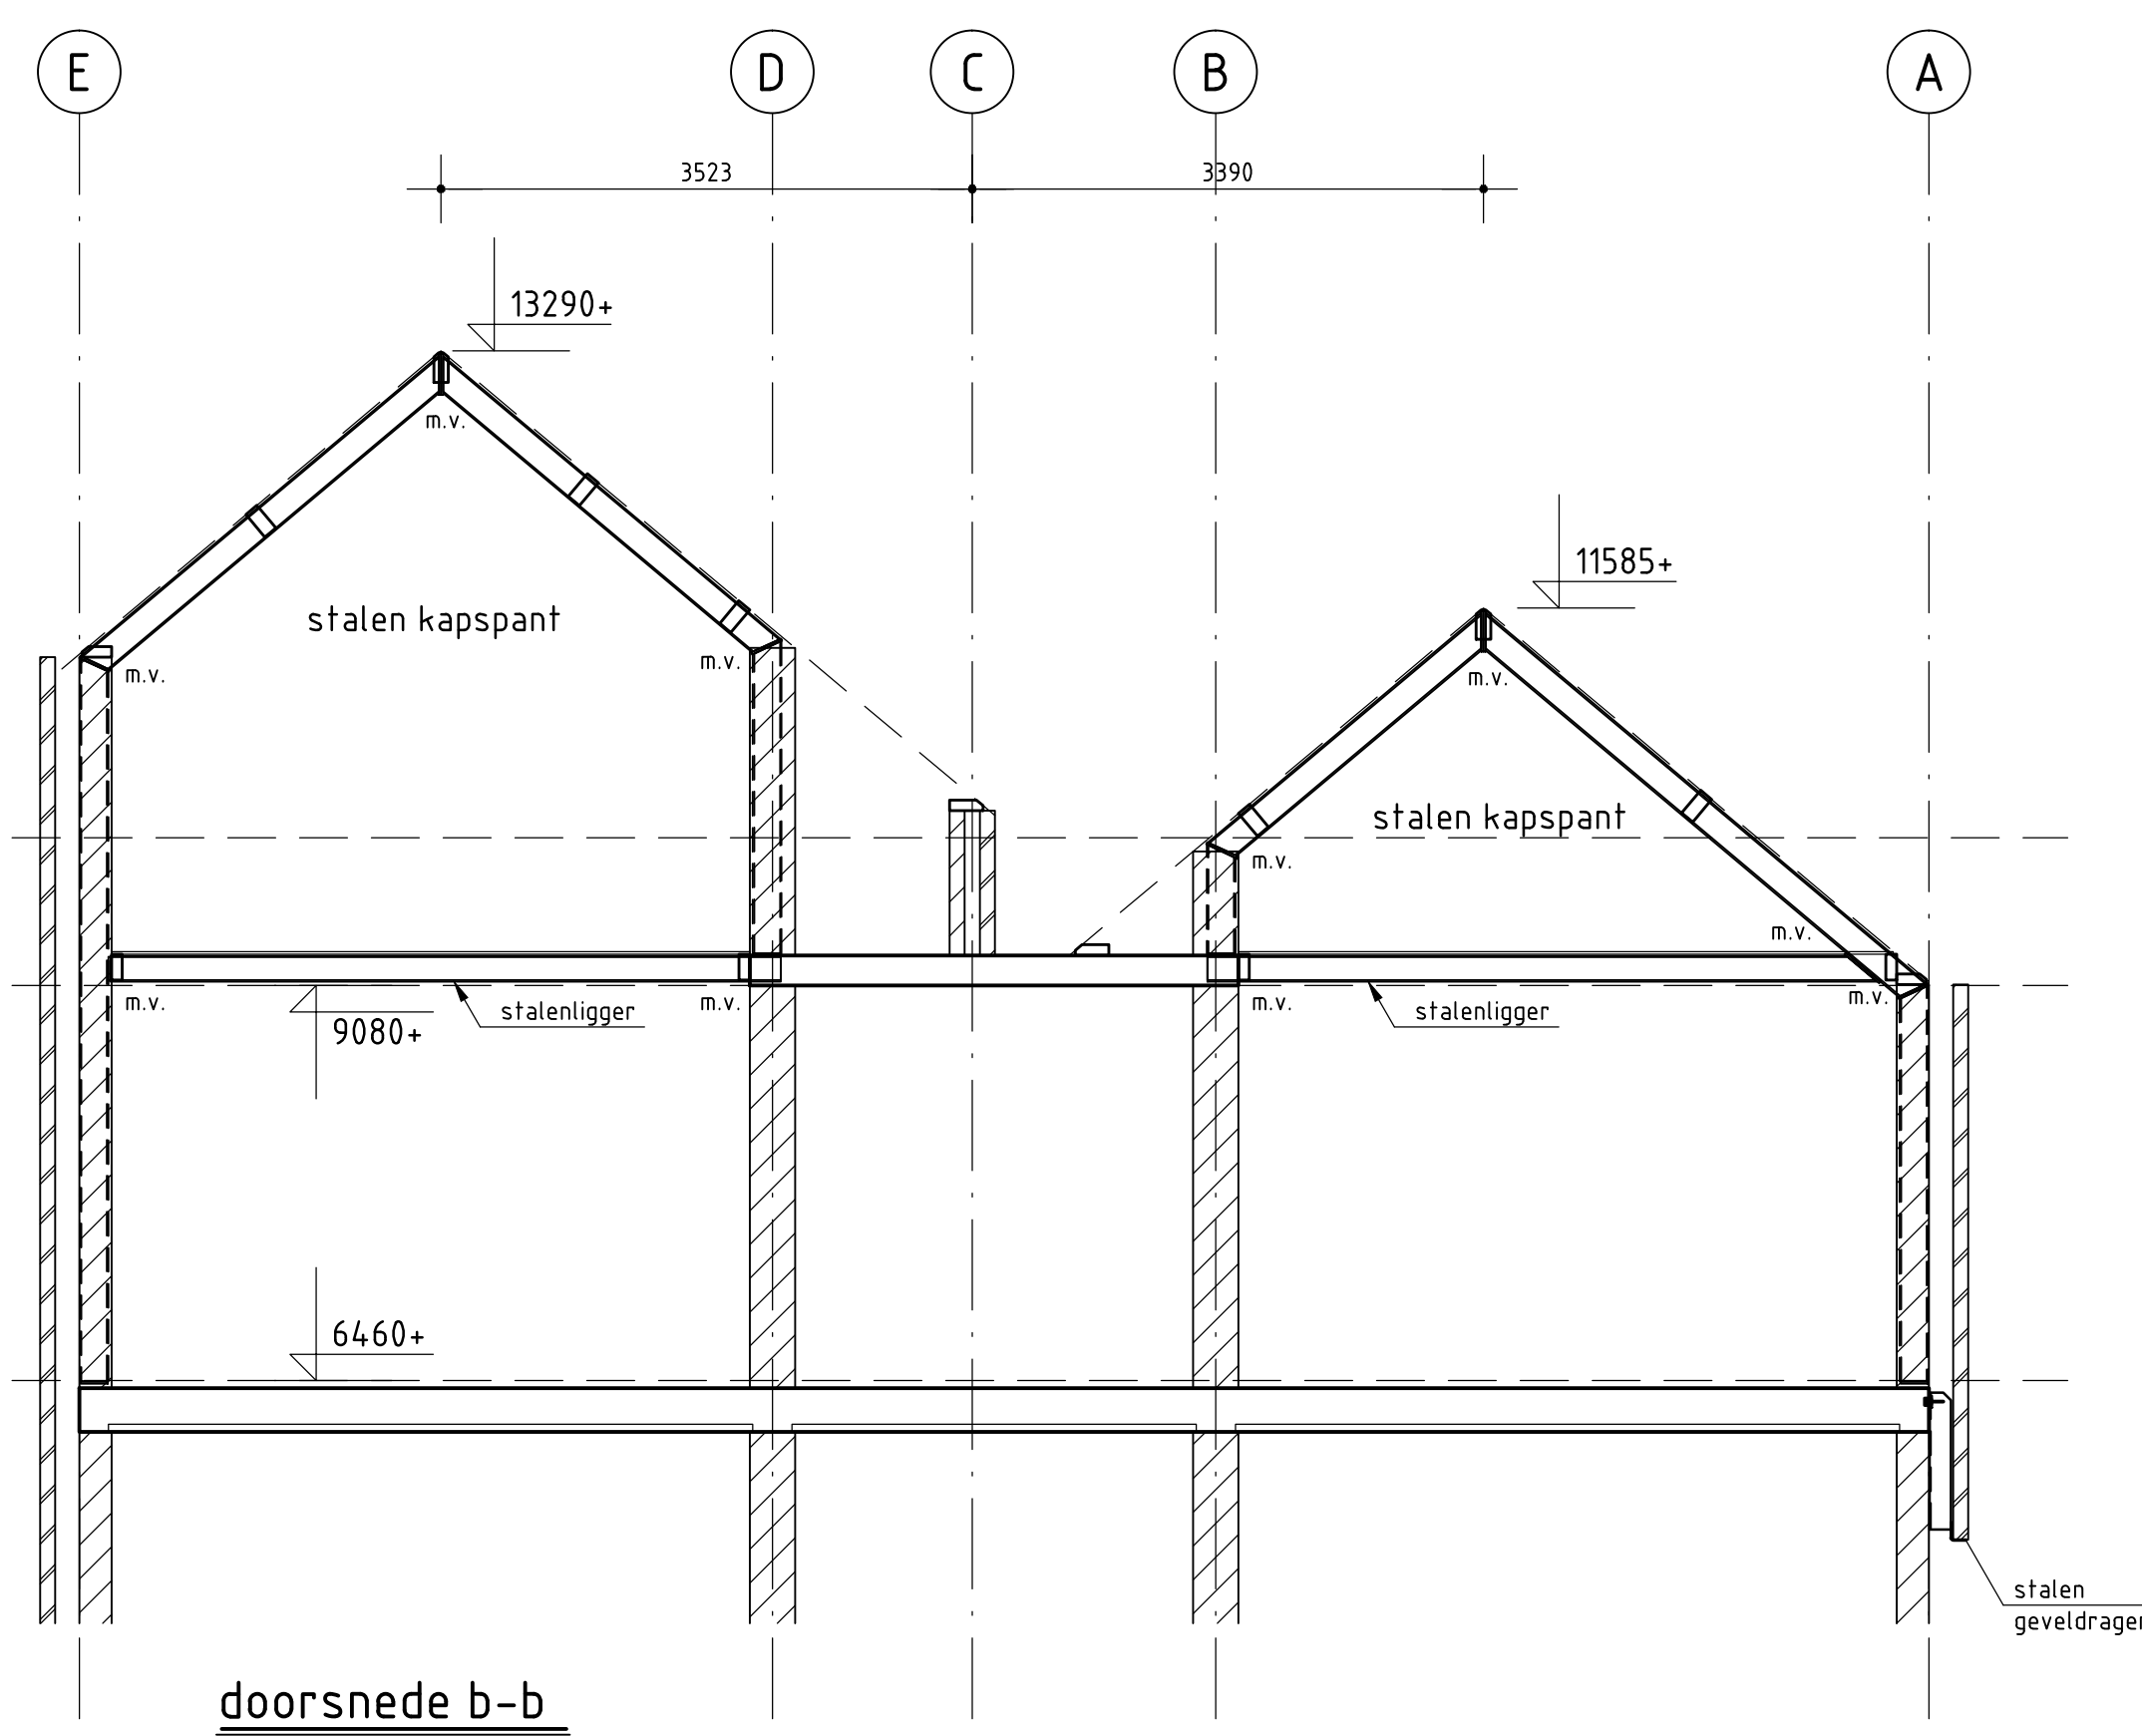 E D C B A
3523 3390
13290+
m.v.
11585+
stalen kapspant
m.v. m.v.
m.v.
stalen kapspant
m.v.
m.v.
m.v. m.v. m.v. m.v.
stalenligger stalenligger
9080+
6460+
stalen
geveldrager
doorsnede b-b